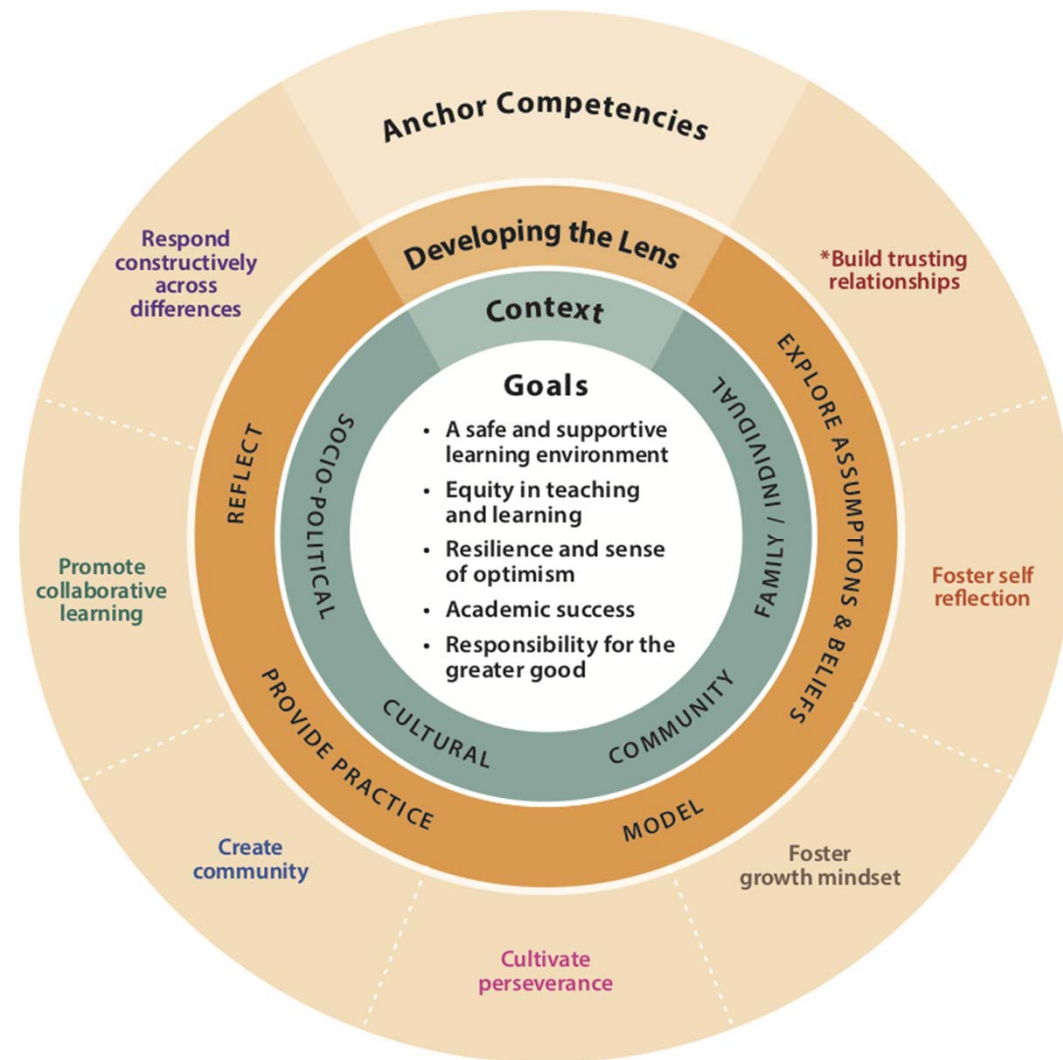 Anchor Competencies
Developing the Lens
Context
Goals
• A safe and supportive
learning environment
• Equity in teaching
and learning
• Resilience and sense
of optimism
• Academic success
• Responsibility for the
greater good
FAMILY / INDIVIDUAL
COMMUNITY
CULTURAL
SOCIO-POLITICAL
EXPLORE ASSUMPTIONS & BELIEFS
MODEL
PROVIDE PRACTICE
REFLECT
*Build trusting
relationships
Foster self
reflection
Foster
growth mindset
Cultivate
perseverance
Create
community
Promote
collaborative
learning
Respond
constructively
across
differences